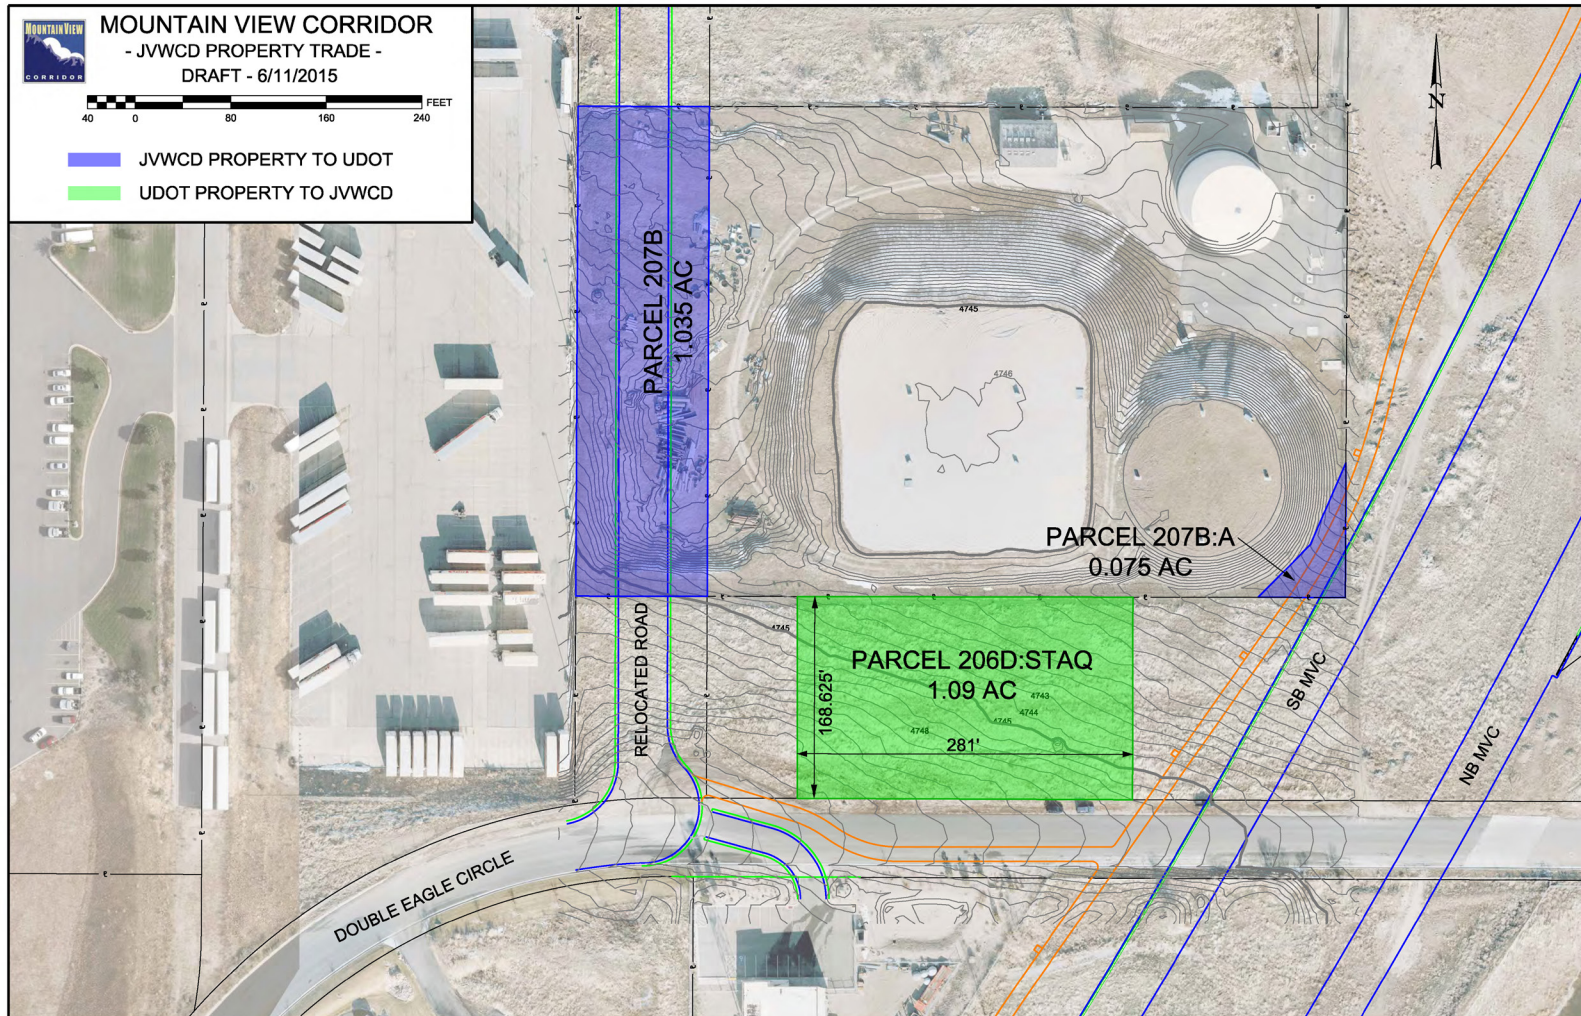 MOUNTAIN VIEW
CORRIDOR
MOUNTAIN VIEW CORRIDOR
- JVWCD PROPERTY TRADE -
DRAFT - 6/11/2015
40 0 80 160 240 FEET
JVWCD PROPERTY TO UDOT
UDOT PROPERTY TO JVWCD
N
PARCEL 207B
1.035 AC
4745
4746
PARCEL 207B:A
0.075 AC
RELOCATED ROAD
4745
PARCEL 206D:STAQ
1.09 AC
168.625'
281'
4743
4744
4745
4748
SB MVC
NB MVC
DOUBLE EAGLE CIRCLE